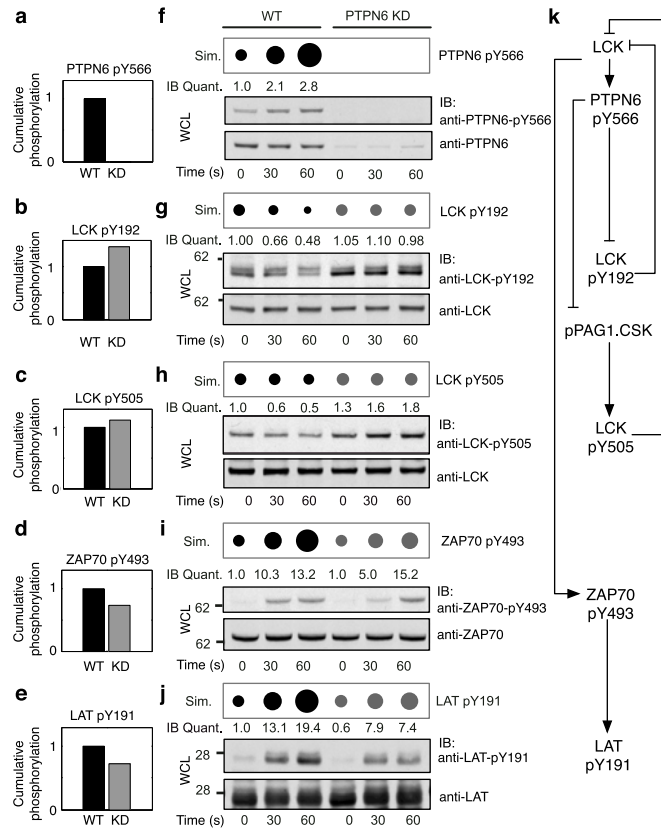 a
PTPN6 pY566
Cumulative
phosphorylation
1
0
WT KD
b
LCK pY192
Cumulative
phosphorylation
1
0
WT KD
c
LCK pY505
Cumulative
phosphorylation
1
0
WT KD
d
ZAP70 pY493
Cumulative
phosphorylation
1
0
WT KD
e
LAT pY191
Cumulative
phosphorylation
1
0
WT KD
f
WT PTPN6 KD
Sim. PTPN6 pY566
IB Quant. 1.0 2.1 2.8
IB:
anti-PTPN6-pY566
WCL
anti-PTPN6
Time (s) 0 30 60 0 30 60
g
Sim. LCK pY192
IB Quant. 1.00 0.66 0.48 1.05 1.10 0.98
62
IB:
anti-LCK-pY192
WCL
62
anti-LCK
Time (s) 0 30 60 0 30 60
h
Sim. LCK pY505
IB Quant. 1.0 0.6 0.5 1.3 1.6 1.8
IB:
anti-LCK-pY505
WCL
anti-LCK
Time (s) 0 30 60 0 30 60
i
Sim. ZAP70 pY493
IB Quant. 1.0 10.3 13.2 1.0 5.0 15.2
IB:
62
anti-ZAP70-pY493
WCL
62
anti-ZAP70
Time (s) 0 30 60 0 30 60
j
Sim. LAT pY191
IB Quant. 1.0 13.1 19.4 0.6 7.9 7.4
IB:
28
anti-LAT-pY191
WCL
28
anti-LAT
Time (s) 0 30 60 0 30 60
k
LCK
PTPN6
pY566
LCK
pY192
pPAG1.CSK
LCK
pY505
ZAP70
pY493
LAT
pY191